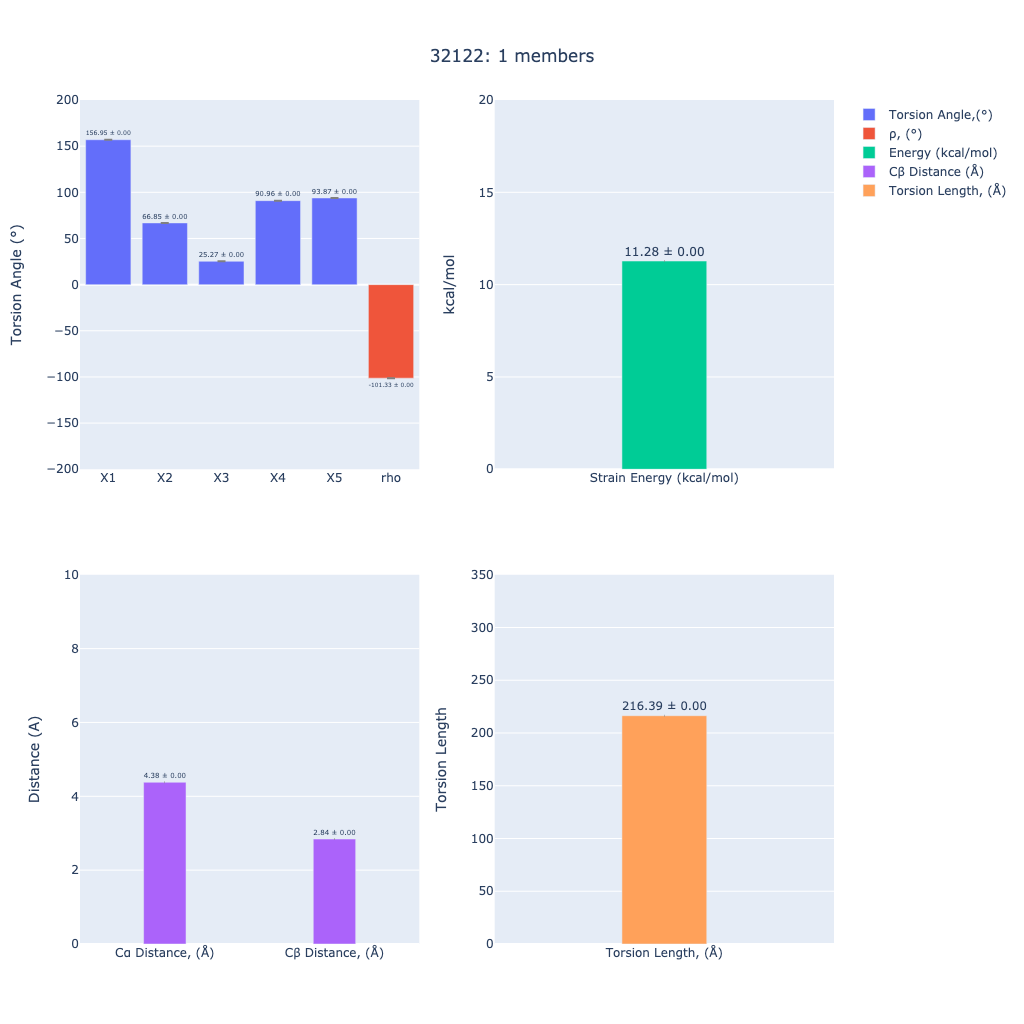 32122: 1 members
Torsion Angle (°)
200
150
100
50
0
−50
−100
−150
−200
156.95 ± 0.00
66.85 ± 0.00
25.27 ± 0.00
90.96 ± 0.00
93.87 ± 0.00
-101.33 ± 0.00
X1 X2 X3 X4 X5 rho
kcal/mol
20
15
10
5
0
11.28 ± 0.00
Strain Energy (kcal/mol)
Torsion Angle,(°)
ρ, (°)
Energy (kcal/mol)
Cβ Distance (Å)
Torsion Length, (Å)
Distance (A)
10
8
6
4
2
0
4.38 ± 0.00
2.84 ± 0.00
Cα Distance, (Å) Cβ Distance, (Å)
Torsion Length
350
300
250
200
150
100
50
0
216.39 ± 0.00
Torsion Length, (Å)